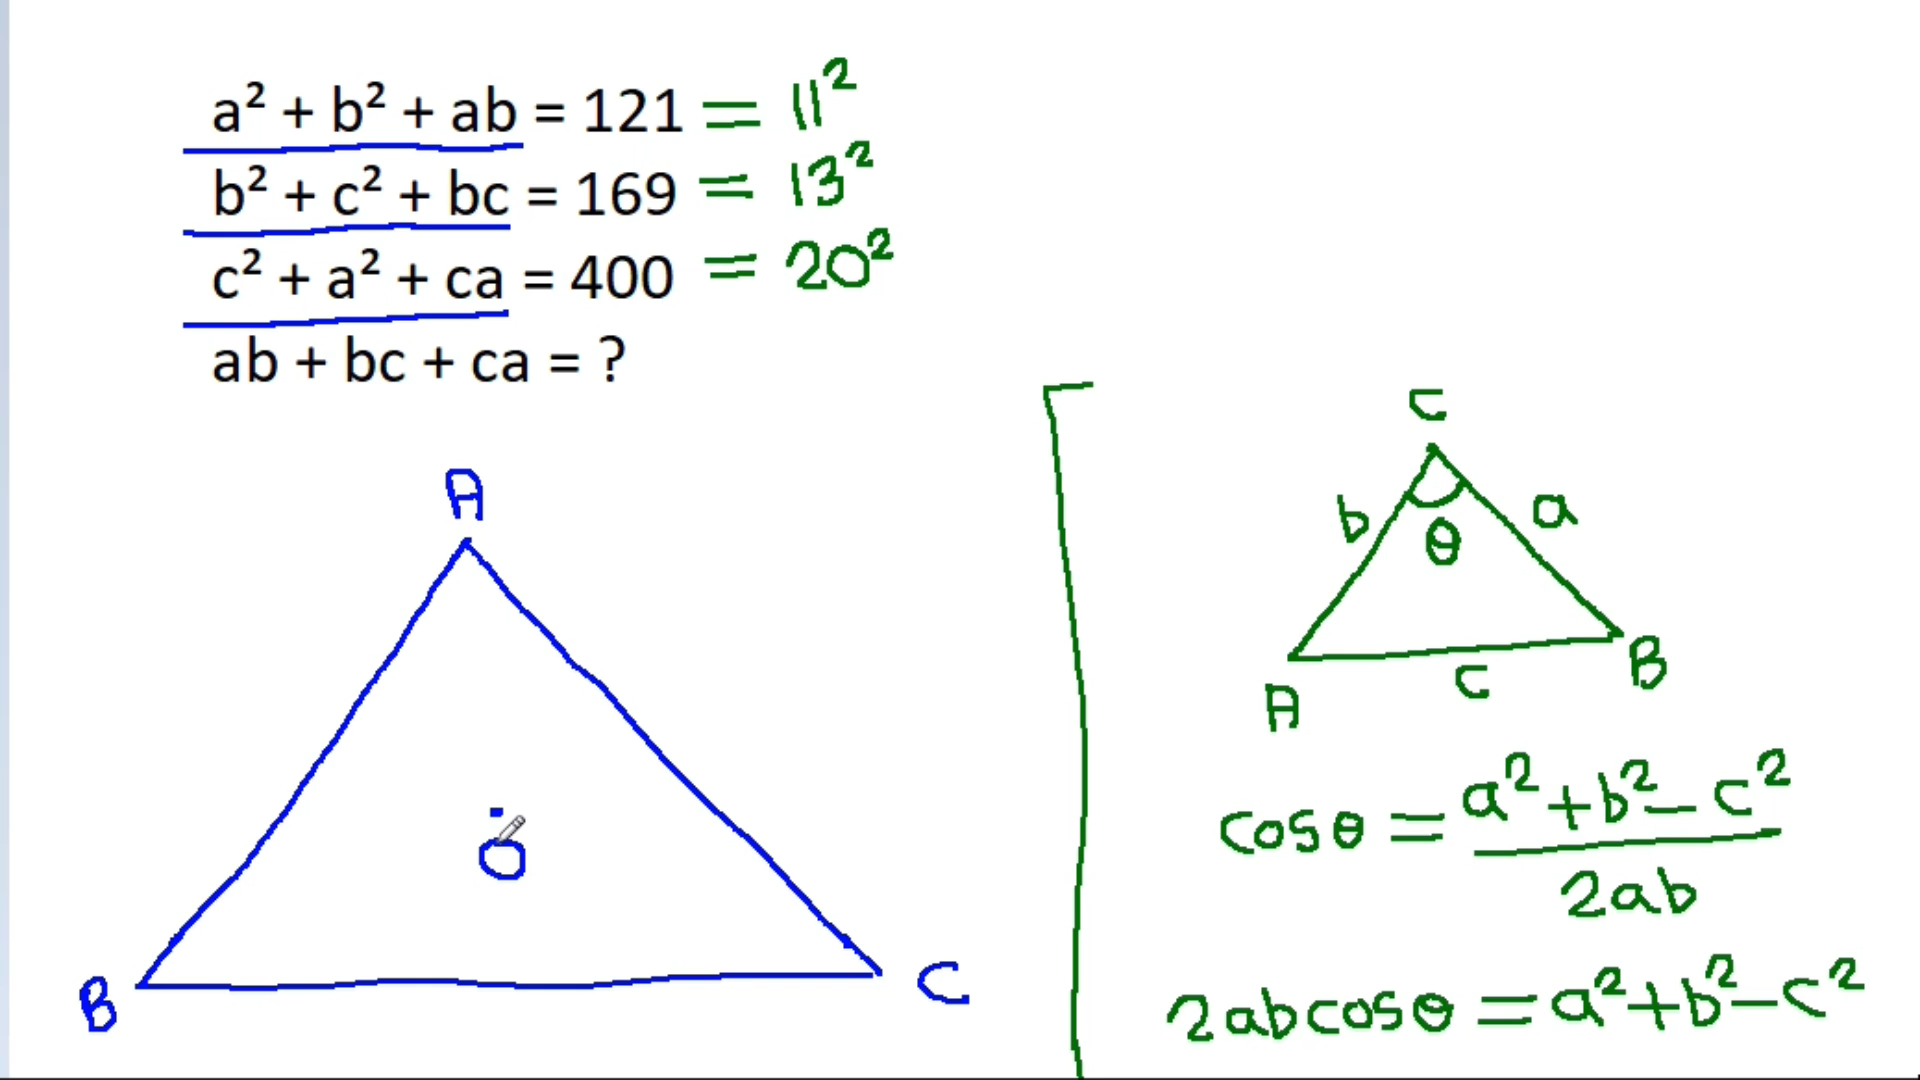 a² + b² + ab = 121 = 11²
b² + c² + bc = 169 = 13²
c² + a² + ca = 400 = 20²
ab + bc + ca = ?
A
B
C
O
C
b
a
θ
A
c
B
cosθ = a²+b²-c² / 2ab
2abcosθ = a²+b²-c²